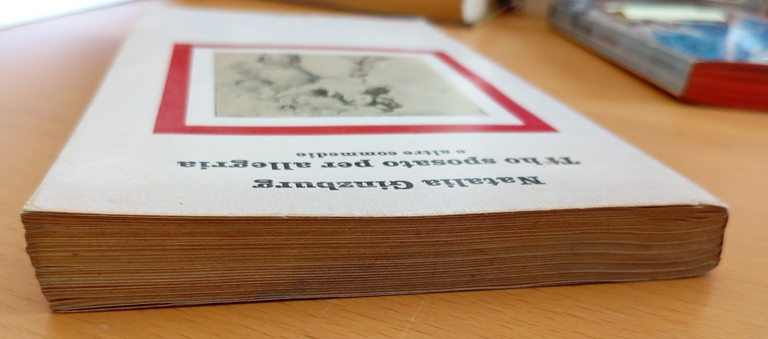 Natalia Ginzburg
Ti ho sposato per allegria
e altre commedie